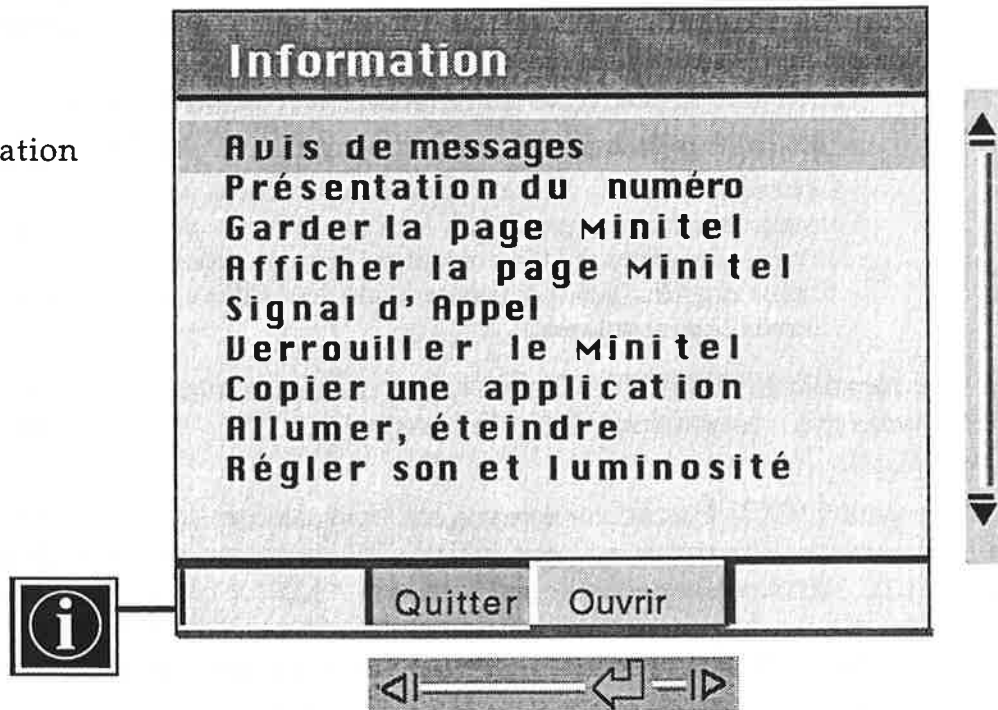 Information
ation
Avis de messages
Présentation du numéro
Garder la page Minitel
Afficher la page Minitel
Signal d'Appel
Verrouiller le Minitel
Copier une application
Allumer, éteindre
Régler son et luminosité
Quitter Ouvrir
i